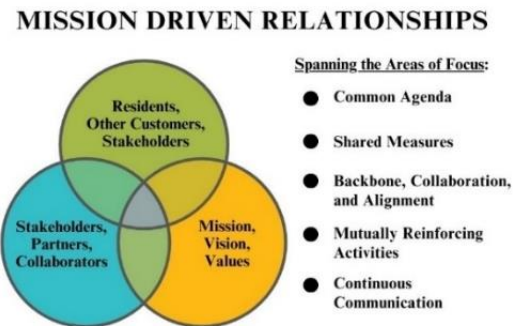 MISSION DRIVEN RELATIONSHIPS
Residents,
Other Customers,
Stakeholders
Stakeholders,
Partners,
Collaborators
Mission,
Vision,
Values
Spanning the Areas of Focus:
Common Agenda
Shared Measures
Backbone, Collaboration,
and Alignment
Mutually Reinforcing
Activities
Continuous
Communication